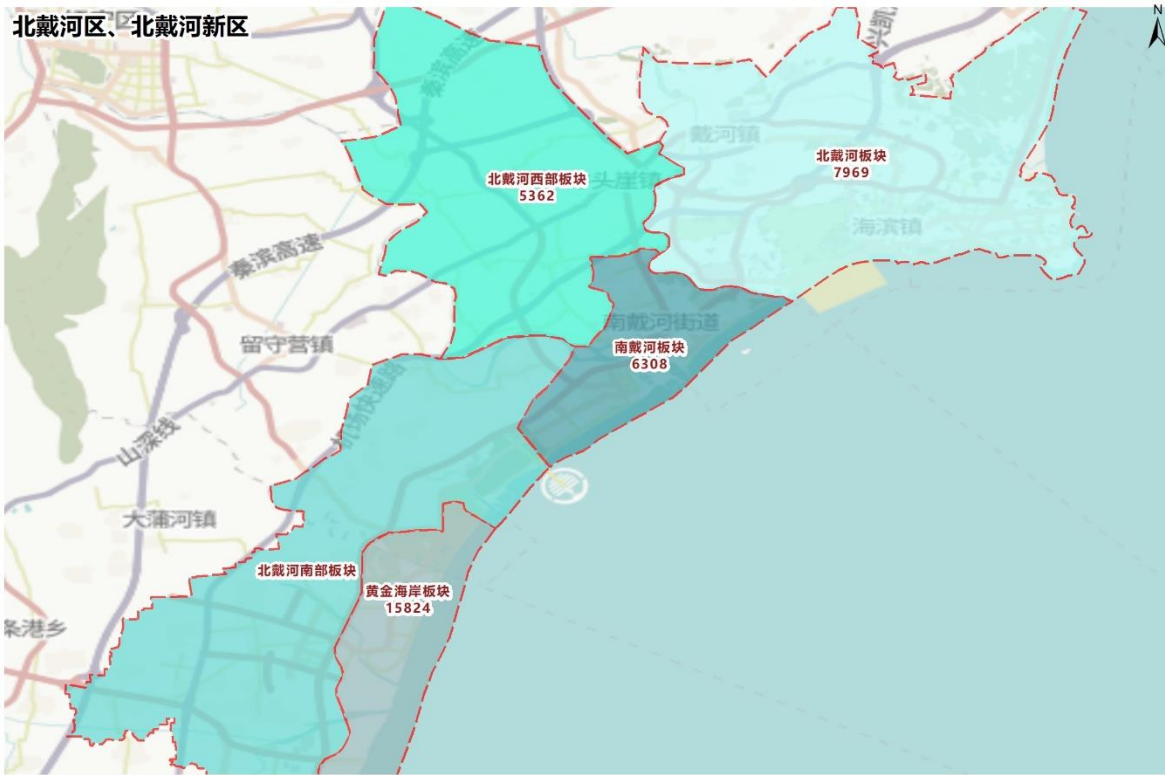 北戴河区、北戴河新区
N
秦滨高速
戴河镇
北戴河板块
7969
北戴河西部板块
5362
头崖镇
海滨镇
秦滨高速
留守营镇
南戴河街道
南戴河板块
6308
机场快速路
山深线
大蒲河镇
北戴河南部板块
黄金海岸板块
15824
条港乡